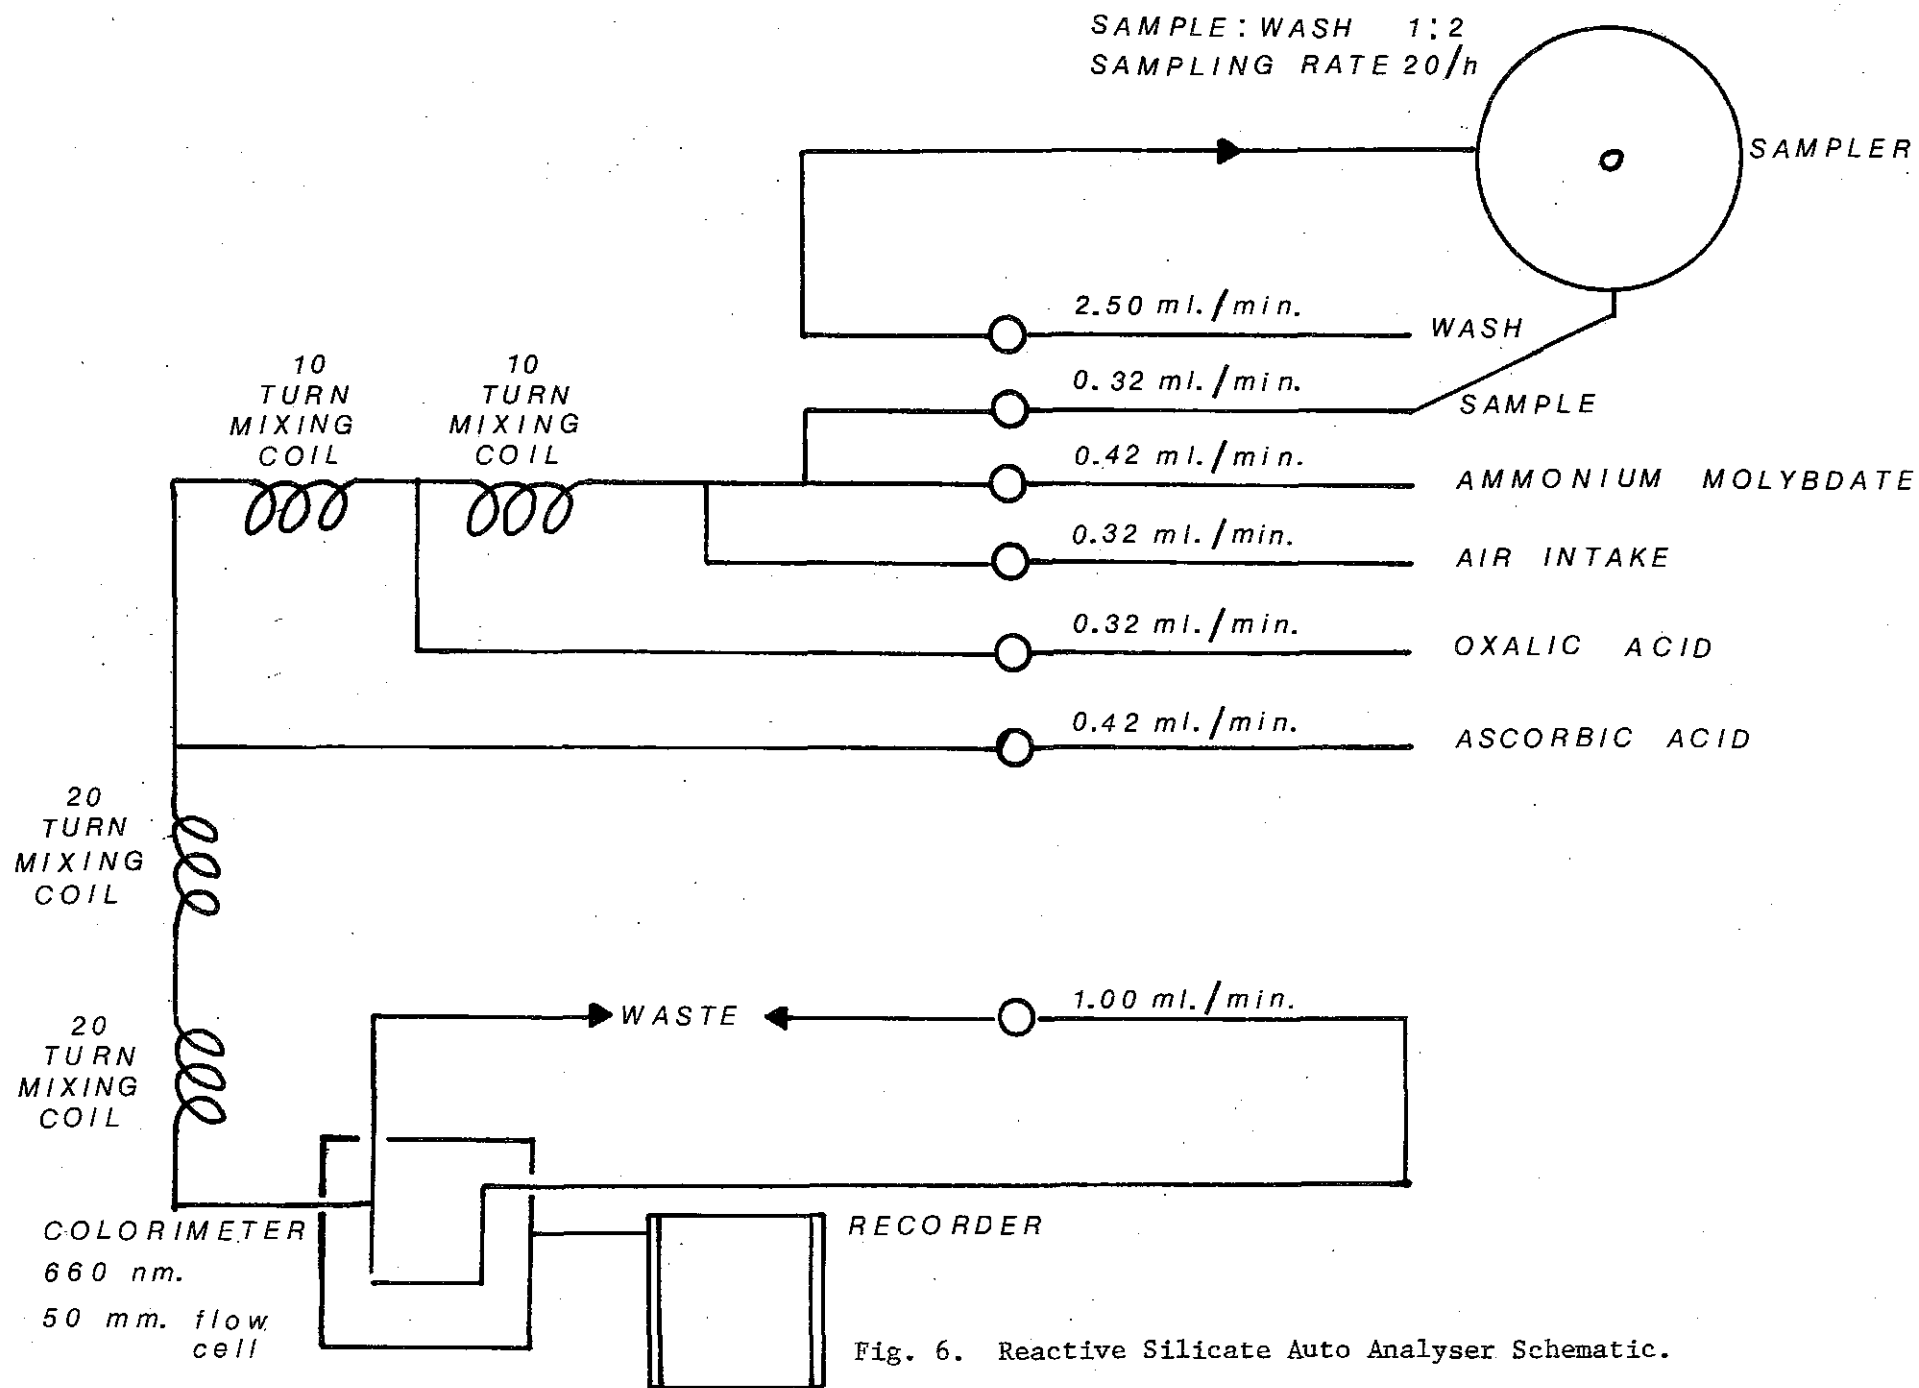 SAMPLE: WASH 1:2
SAMPLING RATE 20/h
SAMPLER
2.50 ml./min.
WASH
0.32 ml./min.
SAMPLE
10
TURN
MIXING
COIL
10
TURN
MIXING
COIL
0.42 ml./min.
AMMONIUM MOLYBDATE
0.32 ml./min.
AIR INTAKE
0.32 ml./min.
OXALIC ACID
0.42 ml./min.
ASCORBIC ACID
20
TURN
MIXING
COIL
20
TURN
MIXING
COIL
WASTE
1.00 ml./min.
COLORIMETER
660 nm.
50 mm. flow
cell
RECORDER
Fig. 6. Reactive Silicate Auto Analyser Schematic.